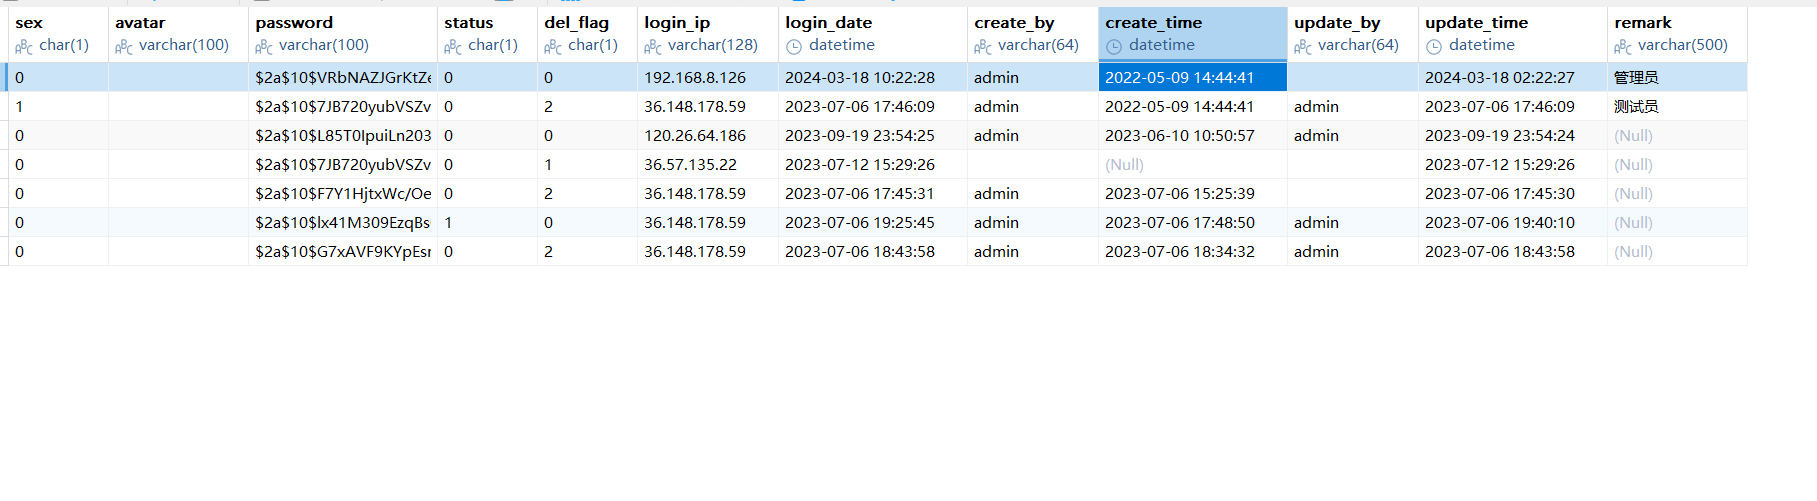 sex avatar password status del_flag login_ip login_date create_by create_time update_by update_time remark
ABC char(1) ABC varchar(100) ABC varchar(100) ABC char(1) ABC char(1) ABC varchar(128) datetime ABC varchar(64) datetime ABC varchar(64) datetime ABC varchar(500)
0 $2a$10$VRbNAZJGrKtZe 0 0 192.168.8.126 2024-03-18 10:22:28 admin 2022-05-09 14:44:41 2024-03-18 02:22:27 管理员
1 $2a$10$7JB720yubVSZv 0 2 36.148.178.59 2023-07-06 17:46:09 admin 2022-05-09 14:44:41 admin 2023-07-06 17:46:09 测试员
0 $2a$10$L85T0IpuiLn203 0 0 120.26.64.186 2023-09-19 23:54:25 admin 2023-06-10 10:50:57 admin 2023-09-19 23:54:24 (Null)
0 $2a$10$7JB720yubVSZv 0 1 36.57.135.22 2023-07-12 15:29:26 (Null) 2023-07-12 15:29:26 (Null)
0 $2a$10$F7Y1HjtxWc/Oe 0 2 36.148.178.59 2023-07-06 17:45:31 admin 2023-07-06 15:25:39 2023-07-06 17:45:30 (Null)
0 $2a$10$lx41M309EzqBs 1 0 36.148.178.59 2023-07-06 19:25:45 admin 2023-07-06 17:48:50 admin 2023-07-06 19:40:10 (Null)
0 $2a$10$G7xAVF9KYpEsr 0 2 36.148.178.59 2023-07-06 18:43:58 admin 2023-07-06 18:34:32 admin 2023-07-06 18:43:58 (Null)